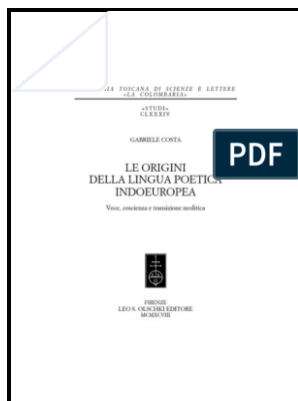 IA TOSCANA DI SCIENZE E LETTERE
«LA COLOMBARIA»
«STUDI»
CLXXXIV
GABRIELE COSTA
PDF
LE ORIGINI
DELLA LINGUA POETICA
INDOEUROPEA
Voce, coscienza e transizione neolitica
FIRENZE
LEO S. OLSCHKI EDITORE
MCMXCVIII